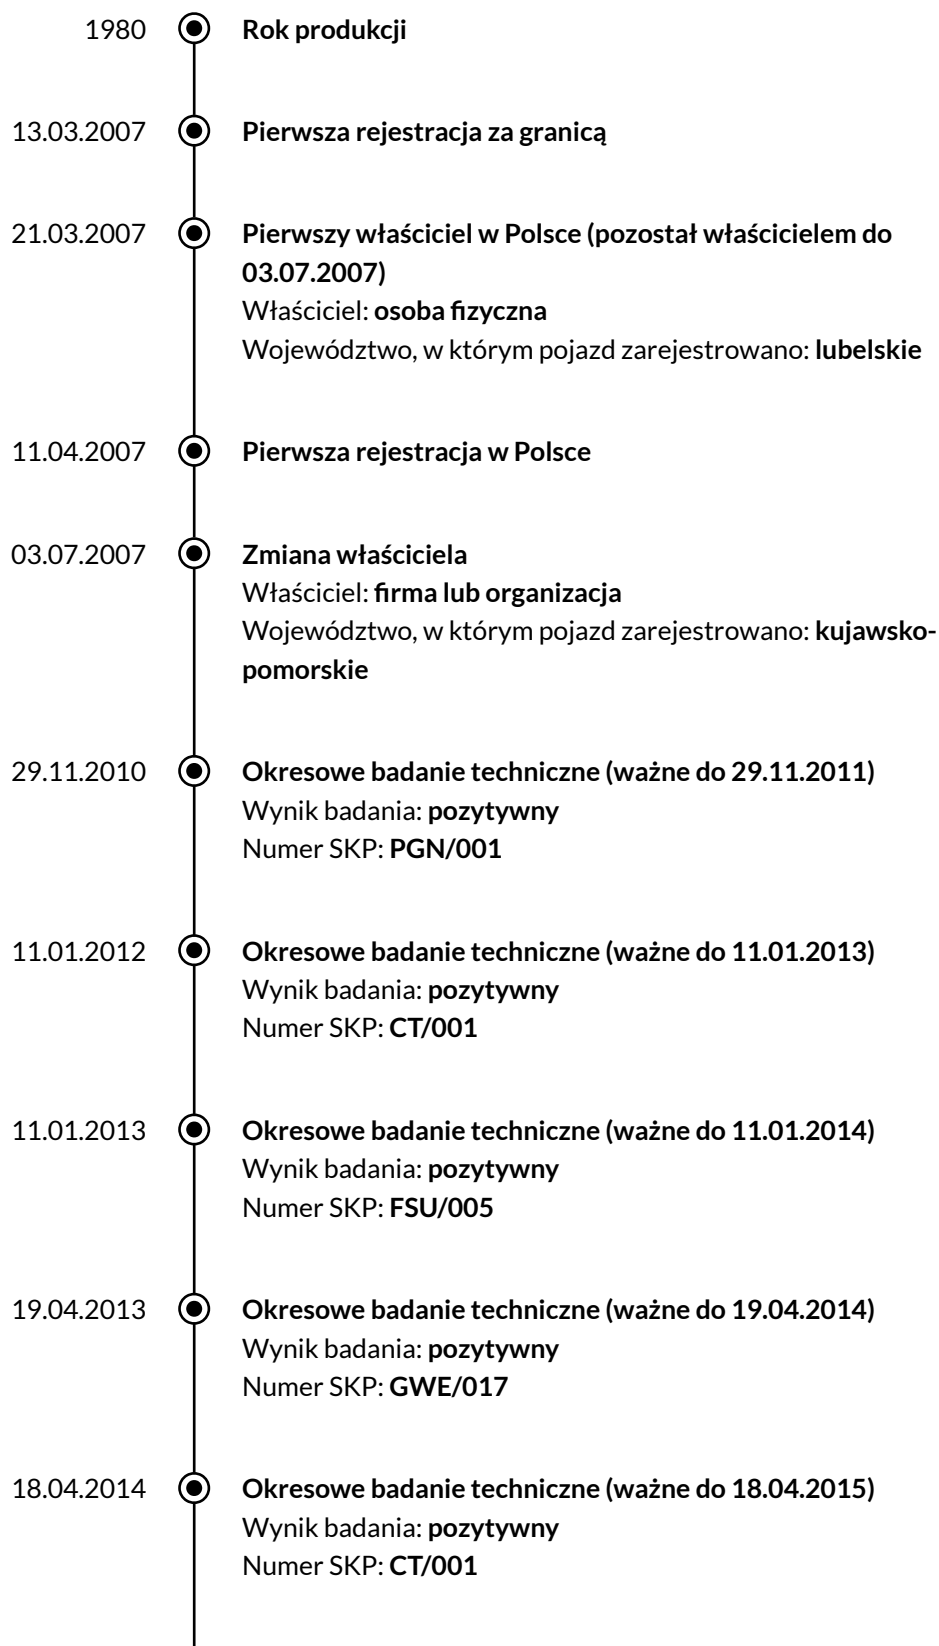 1980 Rok produkcji
13.03.2007 Pierwsza rejestracja za granicą
21.03.2007 Pierwszy właściciel w Polsce (pozostał właścicielem do
03.07.2007)
Właściciel: osoba fizyczna
Województwo, w którym pojazd zarejestrowano: lubelskie
11.04.2007 Pierwsza rejestracja w Polsce
03.07.2007 Zmiana właściciela
Właściciel: firma lub organizacja
Województwo, w którym pojazd zarejestrowano: kujawsko-
pomorskie
29.11.2010 Okresowe badanie techniczne (ważne do 29.11.2011)
Wynik badania: pozytywny
Numer SKP: PGN/001
11.01.2012 Okresowe badanie techniczne (ważne do 11.01.2013)
Wynik badania: pozytywny
Numer SKP: CT/001
11.01.2013 Okresowe badanie techniczne (ważne do 11.01.2014)
Wynik badania: pozytywny
Numer SKP: FSU/005
19.04.2013 Okresowe badanie techniczne (ważne do 19.04.2014)
Wynik badania: pozytywny
Numer SKP: GWE/017
18.04.2014 Okresowe badanie techniczne (ważne do 18.04.2015)
Wynik badania: pozytywny
Numer SKP: CT/001